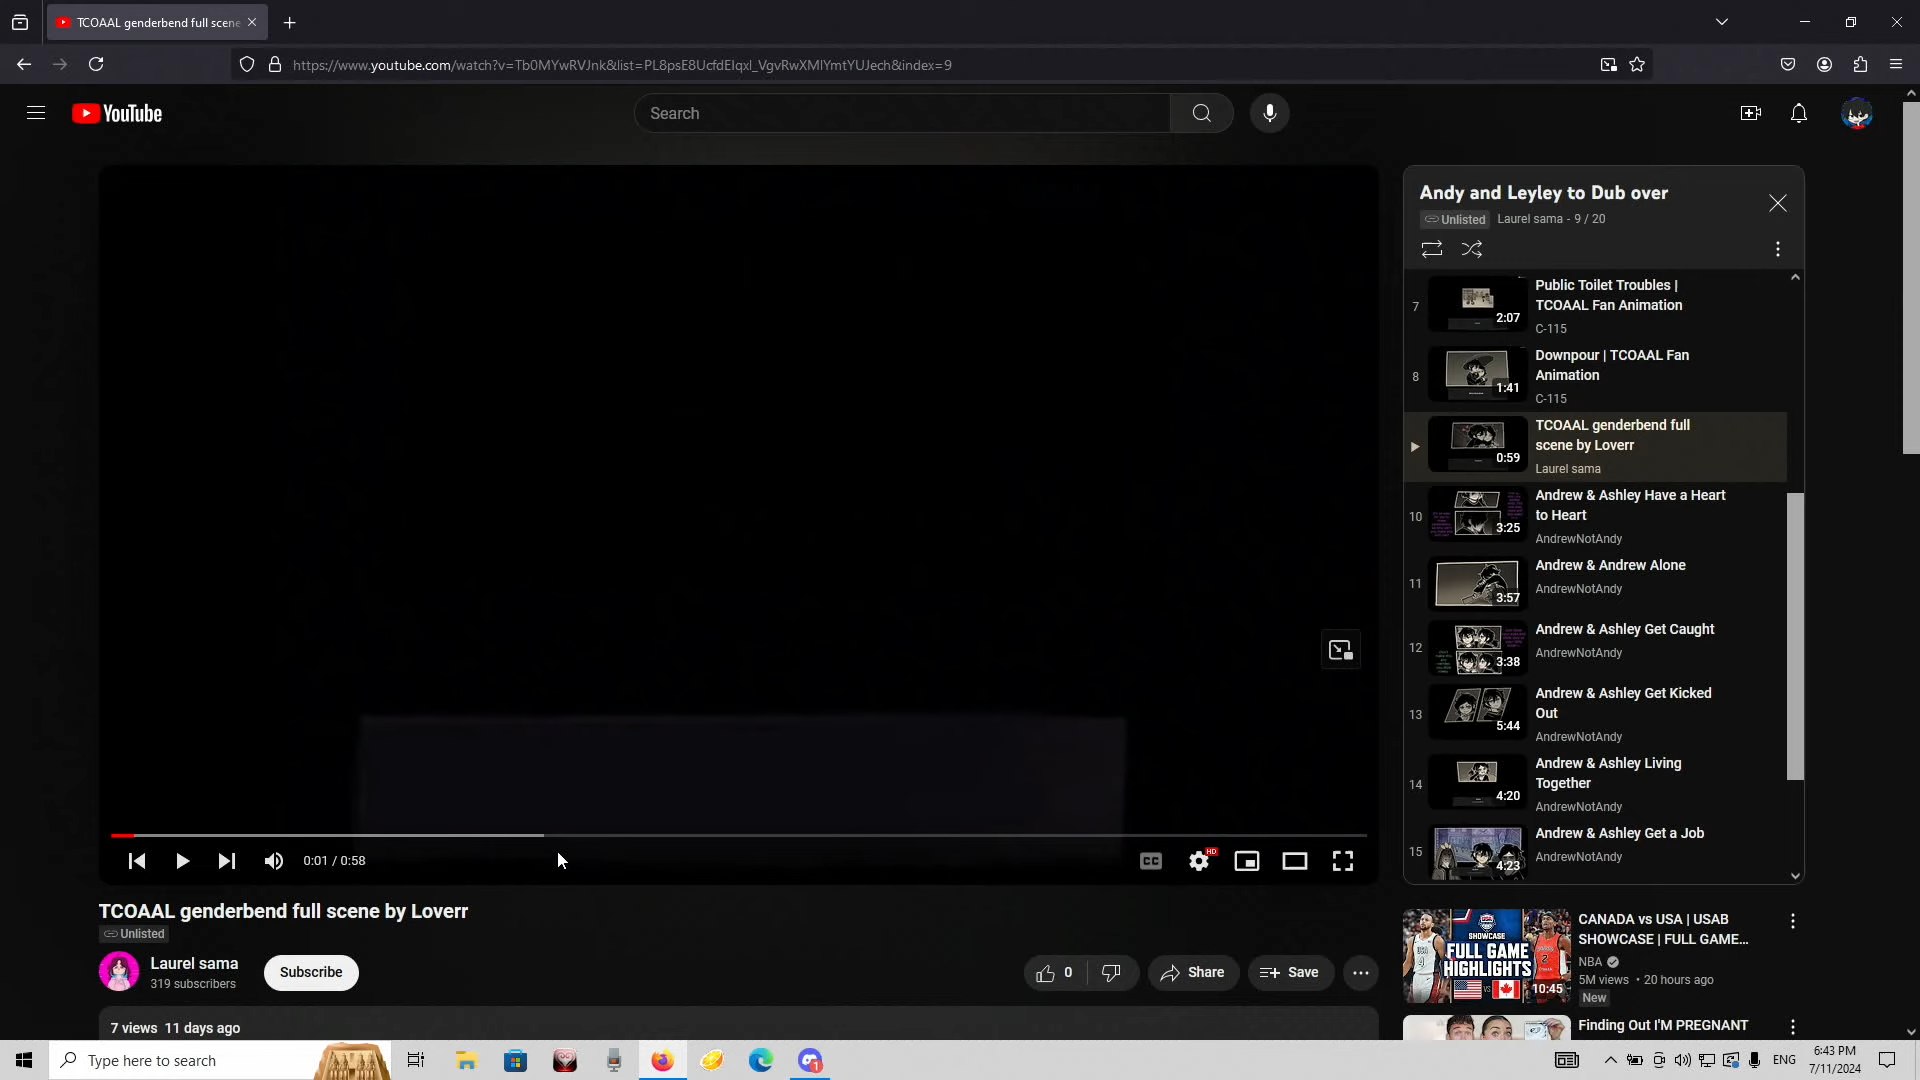 TCOAAL genderbend full scene
https://www.youtube.com/watch?v=Tb0MYwRVJnk&list=PL8psE8UcfdEIqxl_VgvRwXMlYmtYUJech&index=9
YouTube
Search
Andy and Leyley to Dub over
Unlisted Laurel sama - 9 / 20
7
2:07
Public Toilet Troubles |
TCOAAL Fan Animation
C-115
8
1:41
Downpour | TCOAAL Fan
Animation
C-115
0:59
TCOAAL genderbend full
scene by Loverr
Laurel sama
10
3:25
Andrew & Ashley Have a Heart
to Heart
AndrewNotAndy
11
3:57
Andrew & Andrew Alone
AndrewNotAndy
12
3:38
Andrew & Ashley Get Caught
AndrewNotAndy
13
5:44
Andrew & Ashley Get Kicked
Out
AndrewNotAndy
14
4:20
Andrew & Ashley Living
Together
AndrewNotAndy
15
4:23
Andrew & Ashley Get a Job
AndrewNotAndy
0:01 / 0:58
CC
HD
TCOAAL genderbend full scene by Loverr
Unlisted
Laurel sama
319 subscribers
Subscribe
0
Share
Save
7 views 11 days ago
SHOWCASE
FULL GAME
HIGHLIGHTS
VS
10:45
CANADA vs USA | USAB
SHOWCASE | FULL GAME...
NBA
5M views • 20 hours ago
New
Finding Out I'M PREGNANT
Type here to search
1
ENG
6:43 PM
7/11/2024